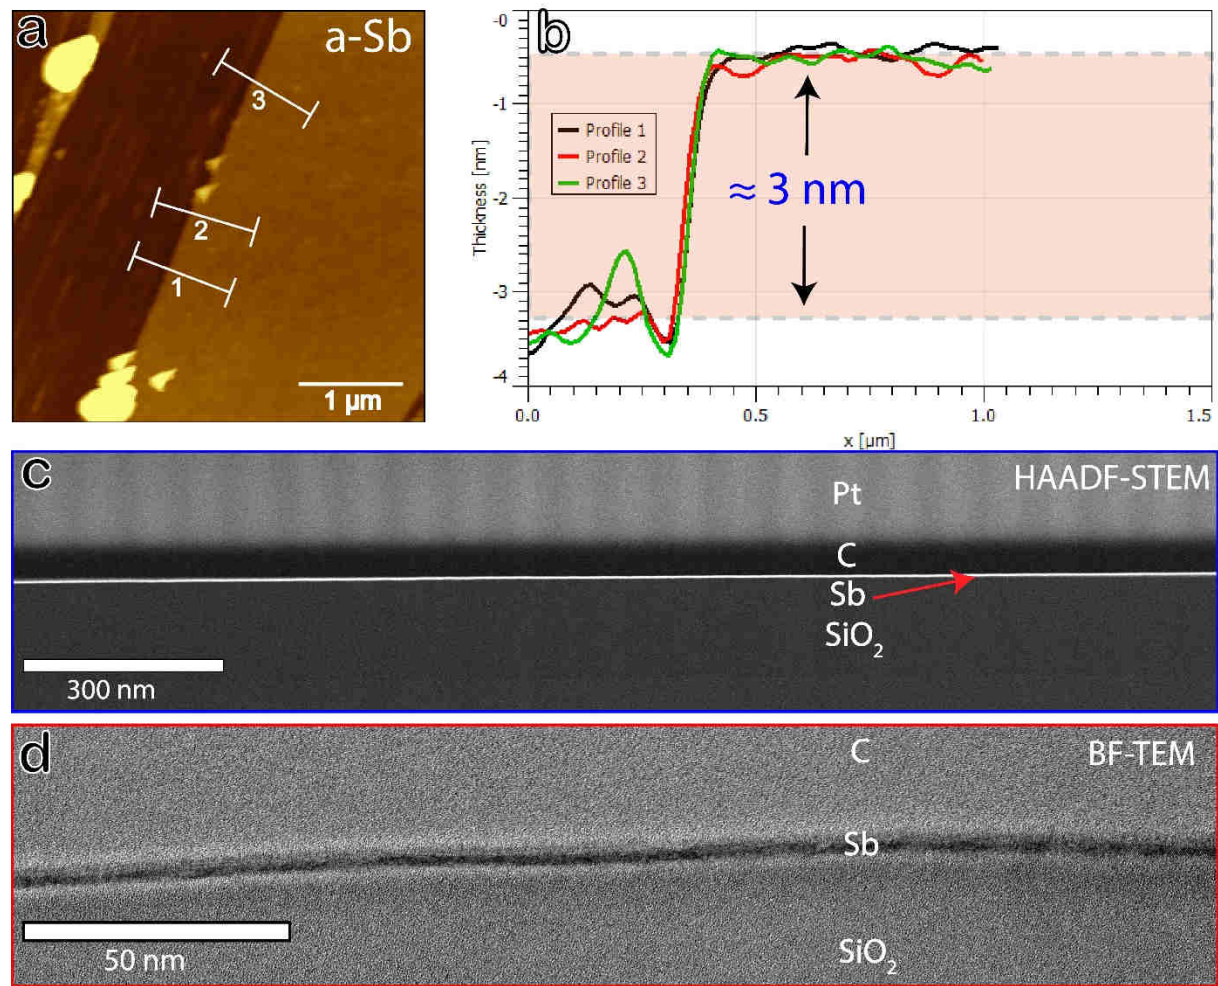 a
a-Sb
3
2
1
1 µm
b
-0
-1
-2
-3
-4
Thickness [nm]
Profile 1
Profile 2
Profile 3
≈ 3 nm
0.0
0.5
1.0
1.5
x [µm]
c
HAADF-STEM
Pt
C
Sb
SiO₂
300 nm
d
BF-TEM
C
Sb
SiO₂
50 nm